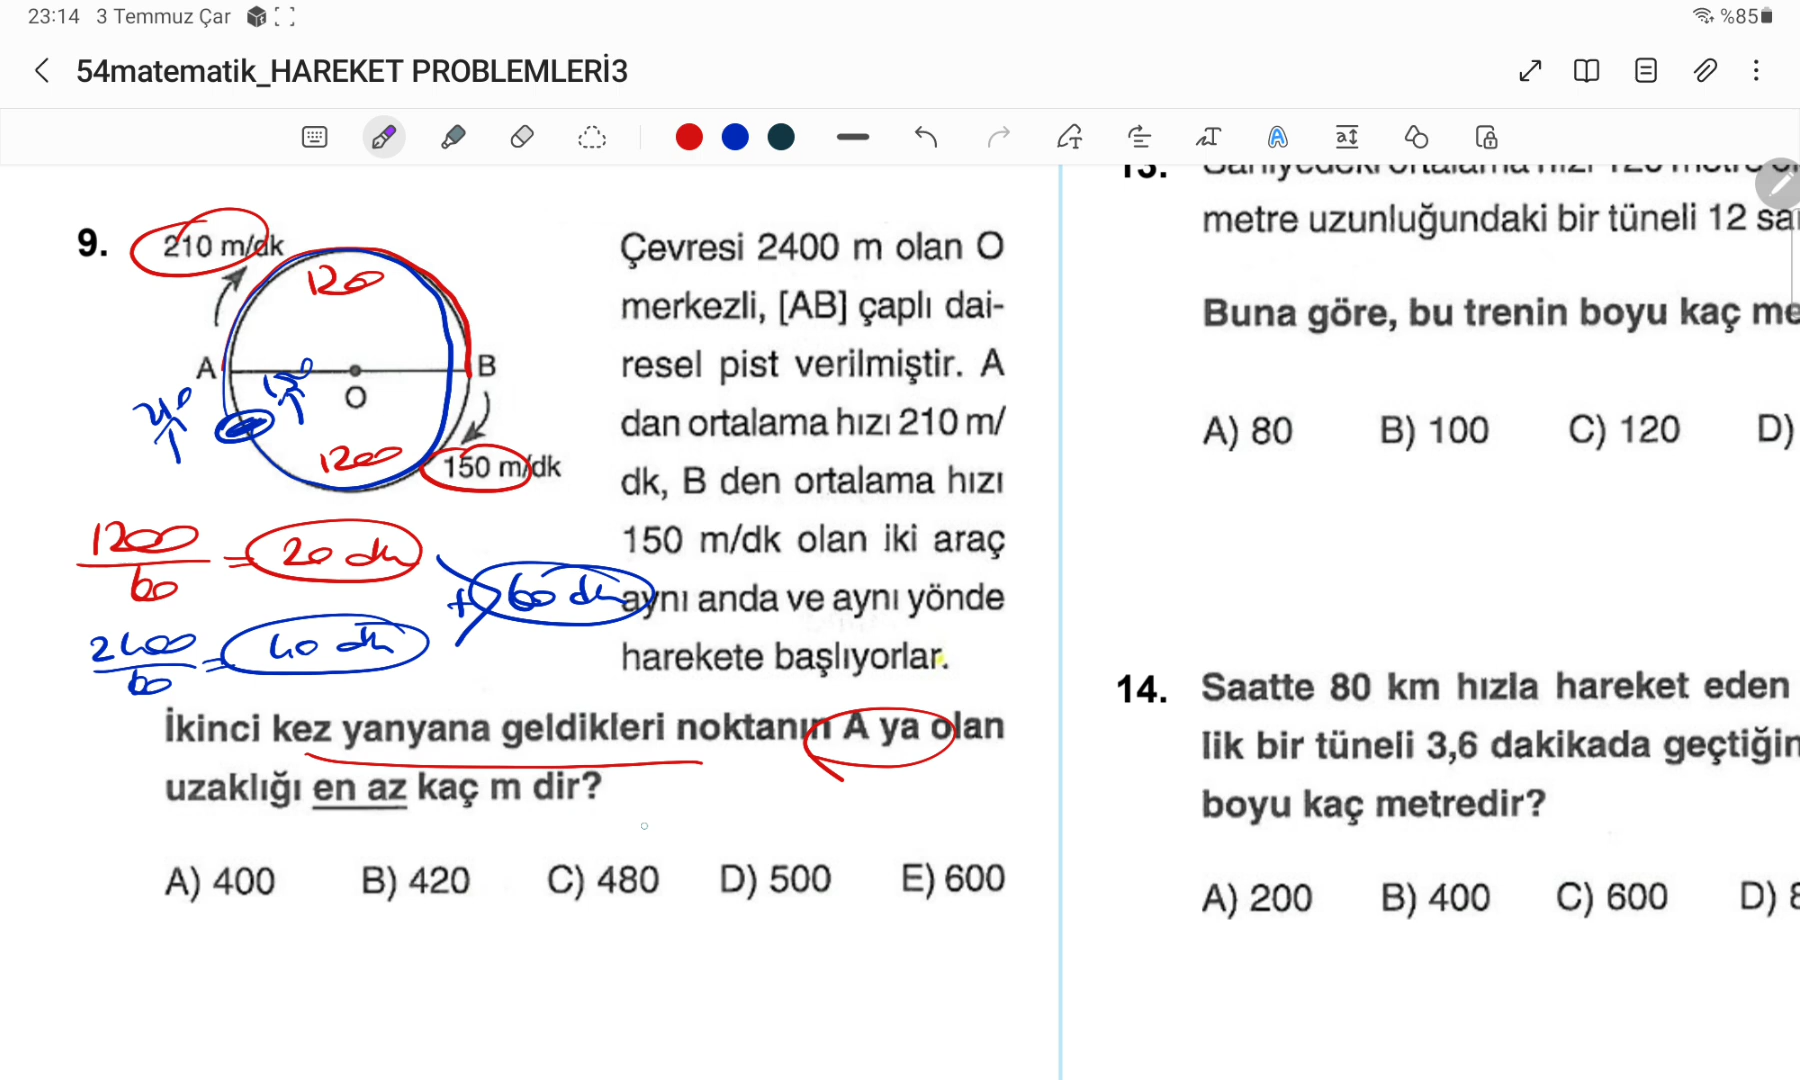 23:14 3 Temmuz Çar
%85
54matematik_HAREKET PROBLEMLERİ3
9.
210 m/dk
120
A
B
O
150 m/dk
1200
1200
60
= 20 dk
2400
60
= 40 dk
+
60 dk
Çevresi 2400 m olan O
merkezli, [AB] çaplı dai-
resel pist verilmiştir. A
dan ortalama hızı 210 m/
dk, B den ortalama hızı
150 m/dk olan iki araç
aynı anda ve aynı yönde
harekete başlıyorlar.
İkinci kez yanyana geldikleri noktanın A ya olan
uzaklığı en az kaç m dir?
A) 400 B) 420 C) 480 D) 500 E) 600
13.
metre uzunluğundaki bir tüneli 12 sa
Buna göre, bu trenin boyu kaç me
A) 80 B) 100 C) 120 D)
14. Saatte 80 km hızla hareket eden
lik bir tüneli 3,6 dakikada geçtiğin
boyu kaç metredir?
A) 200 B) 400 C) 600 D) 8